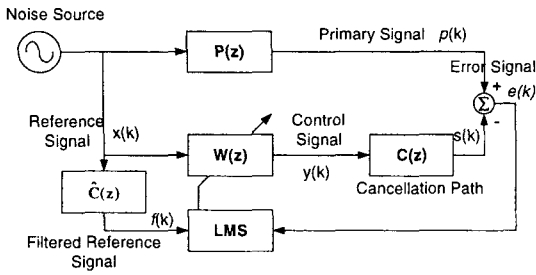 Noise Source
P(z)
Primary Signal p(k)
Error Signal
+
e(k)
Σ
-
Reference
Signal
x(k)
W(z)
Control
Signal
y(k)
C(z)
s(k)
Cancellation Path
Ĉ(z)
f(k)
LMS
Filtered Reference
Signal